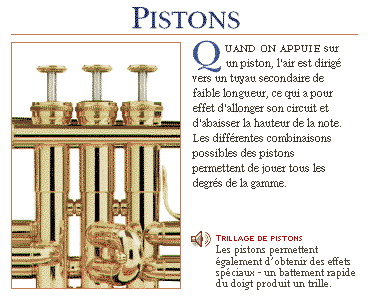 PISTONS
QUAND ON APPUIE sur
un piston, l'air est dirigé
vers un tuyau secondaire de
faible longueur, ce qui a pour
effet d'allonger son circuit et
d'abaisser la hauteur de la note.
Les différentes combinaisons
possibles des pistons
permettent de jouer tous les
degrés de la gamme.
TRILLAGE DE PISTONS
Les pistons permettent
également d'obtenir des effets
spéciaux - un battement rapide
du doigt produit un trille.